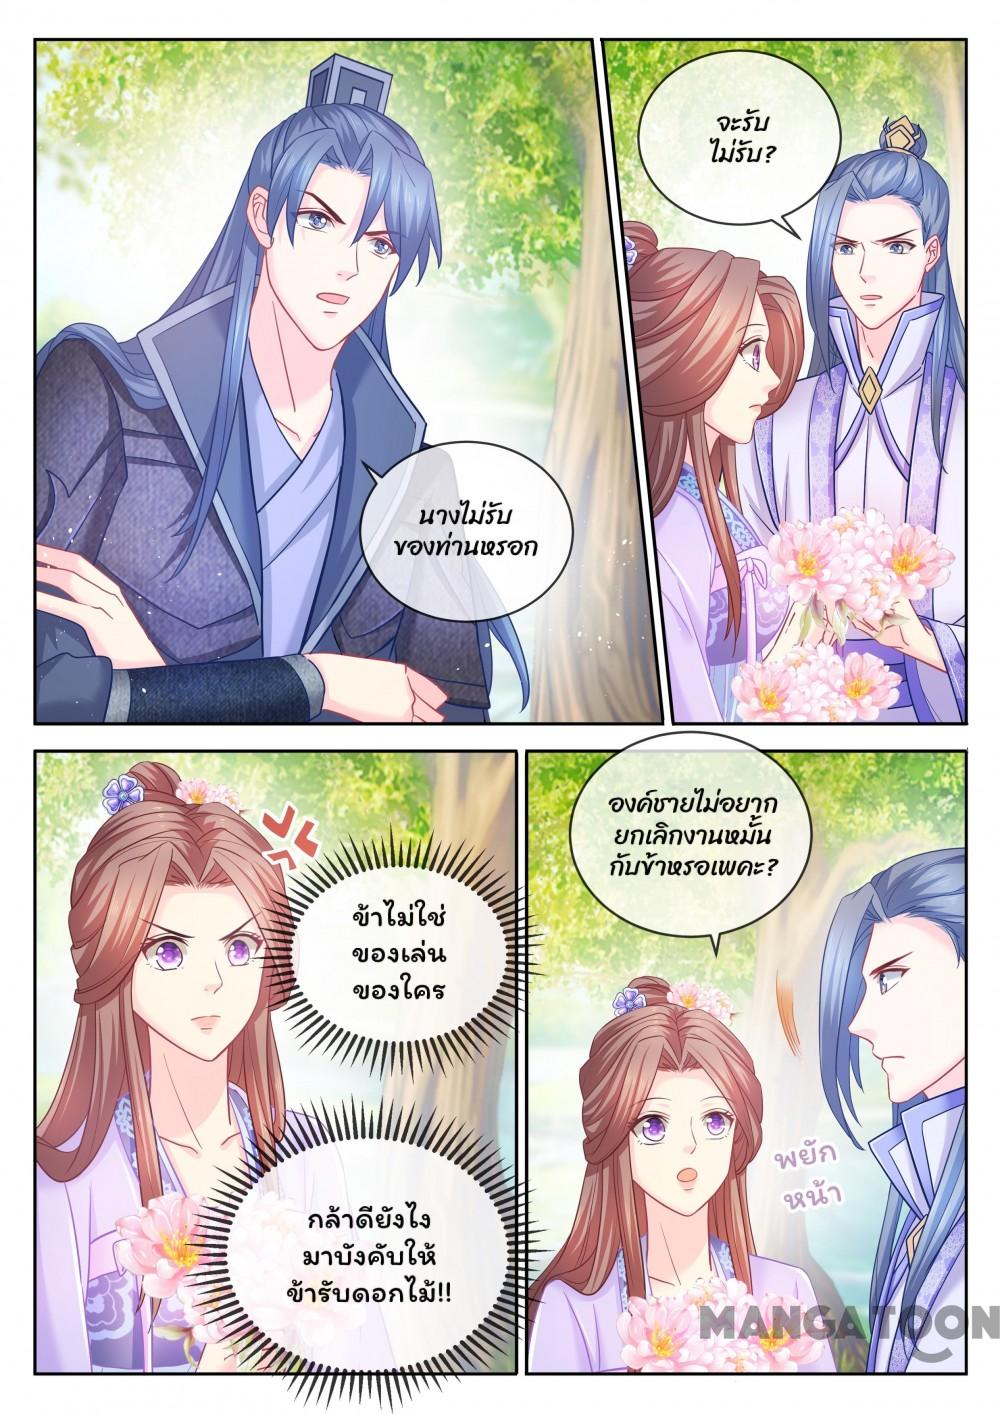 นางไม่รับ
ของท่านหรอก
จะรับ
ไม่รับ?
ข้าไม่ใช่
ของเล่น
ของใคร
กล้าดียังไง
มาบังคับให้
ข้ารับดอกไม้!!
องค์ชายไม่อยาก
ยกเลิกงานหมั้น
กับข้าหรอเพคะ?
พยัก
หน้า
MANGATOON